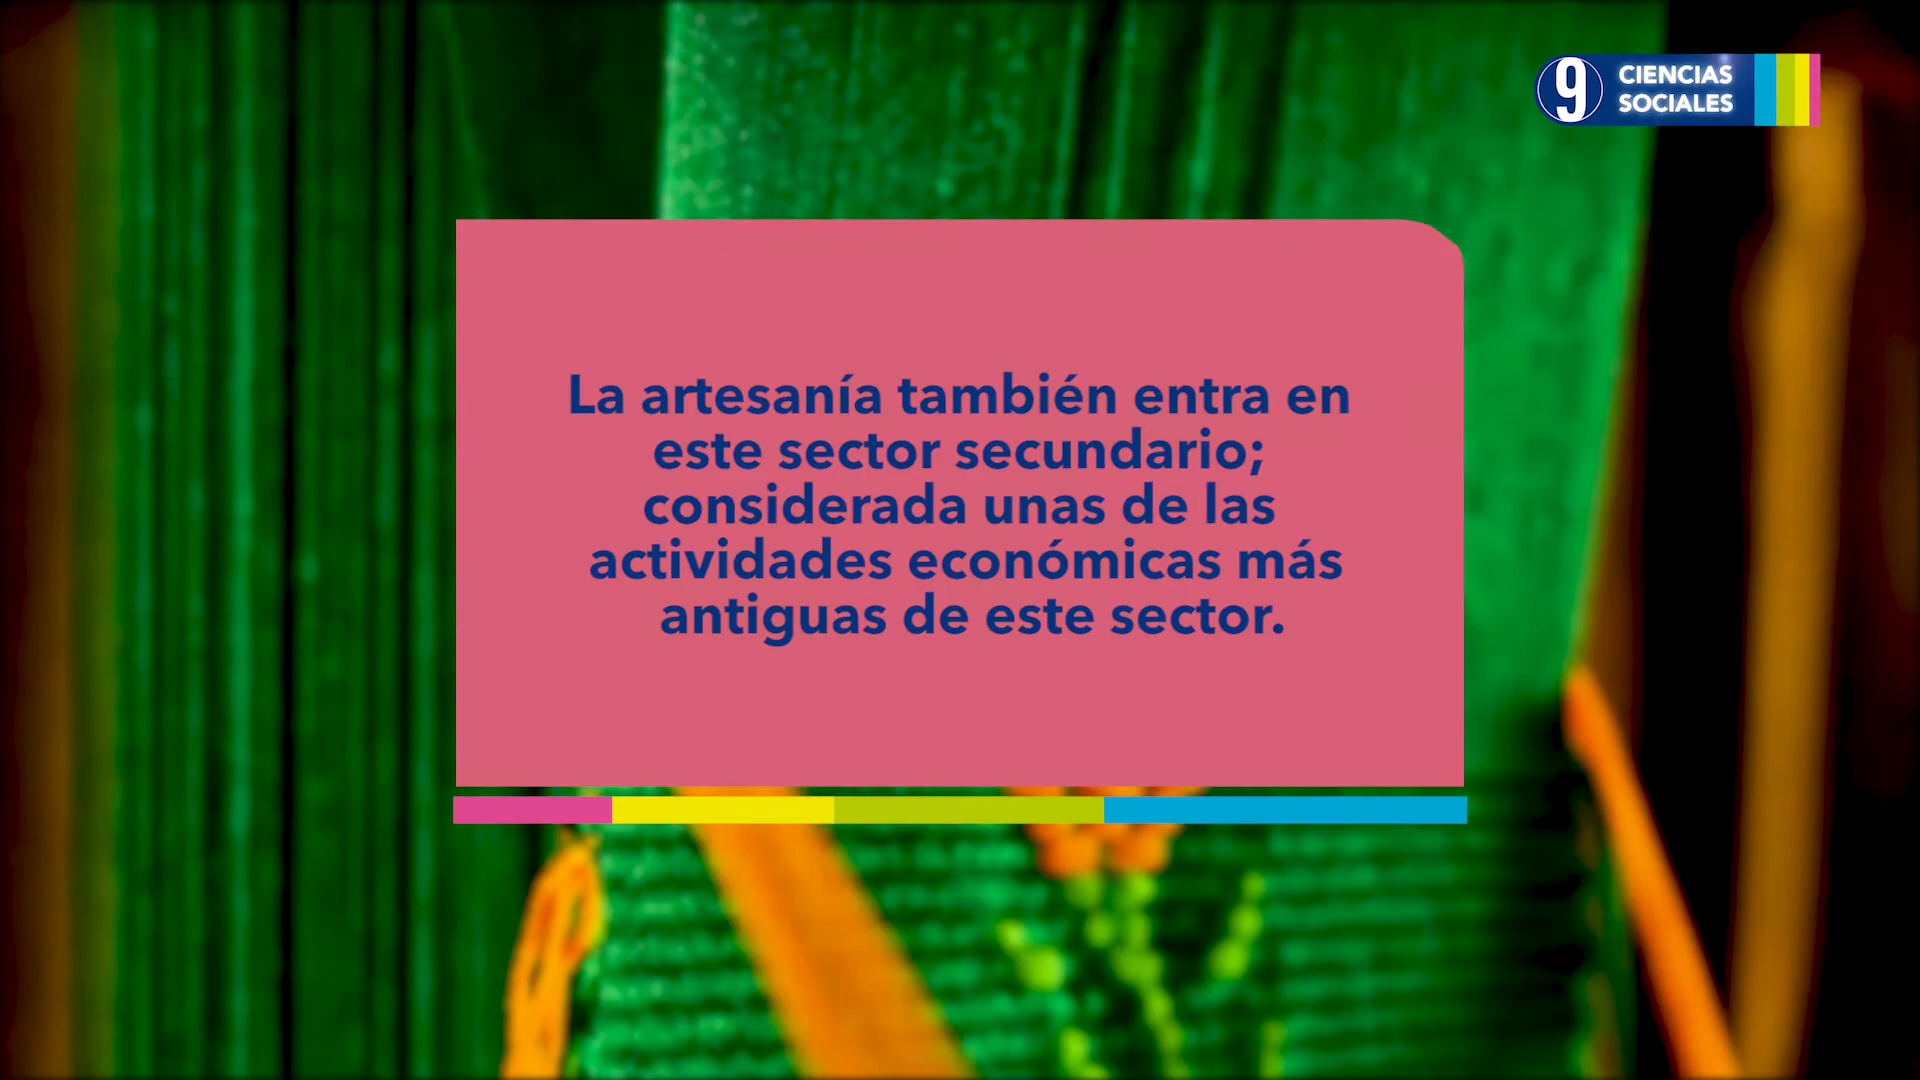 9
CIENCIAS
SOCIALES
La artesanía también entra en
este sector secundario;
considerada unas de las
actividades económicas más
antiguas de este sector.